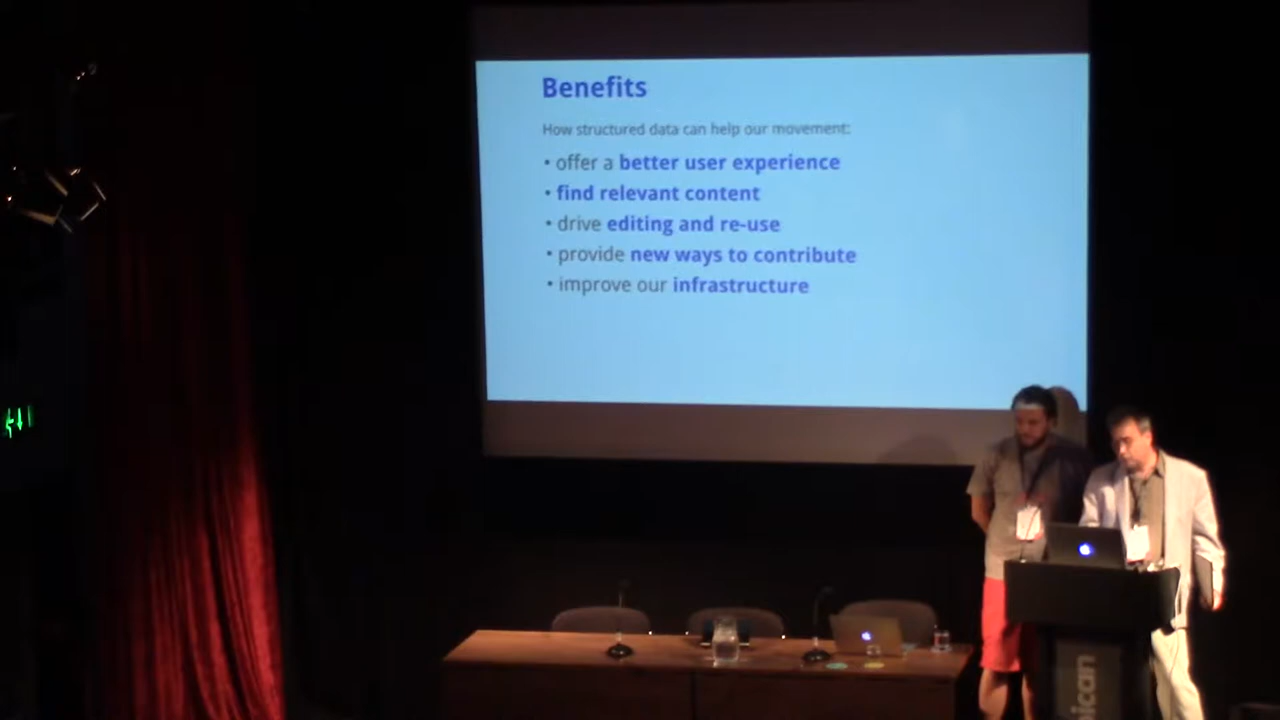 Benefits
How structured data can help our movement:
• offer a better user experience
• find relevant content
• drive editing and re-use
• provide new ways to contribute
• improve our infrastructure
bican